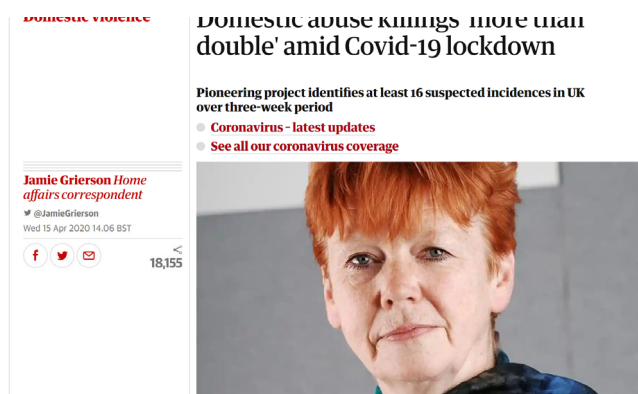 Domestic violence
Domestic abuse killings 'more than
double' amid Covid-19 lockdown
Pioneering project identifies at least 16 suspected incidences in UK
over three-week period
Coronavirus – latest updates
See all our coronavirus coverage
Jamie Grierson Home
affairs correspondent
@JamieGrierson
Wed 15 Apr 2020 14.06 BST
18,155